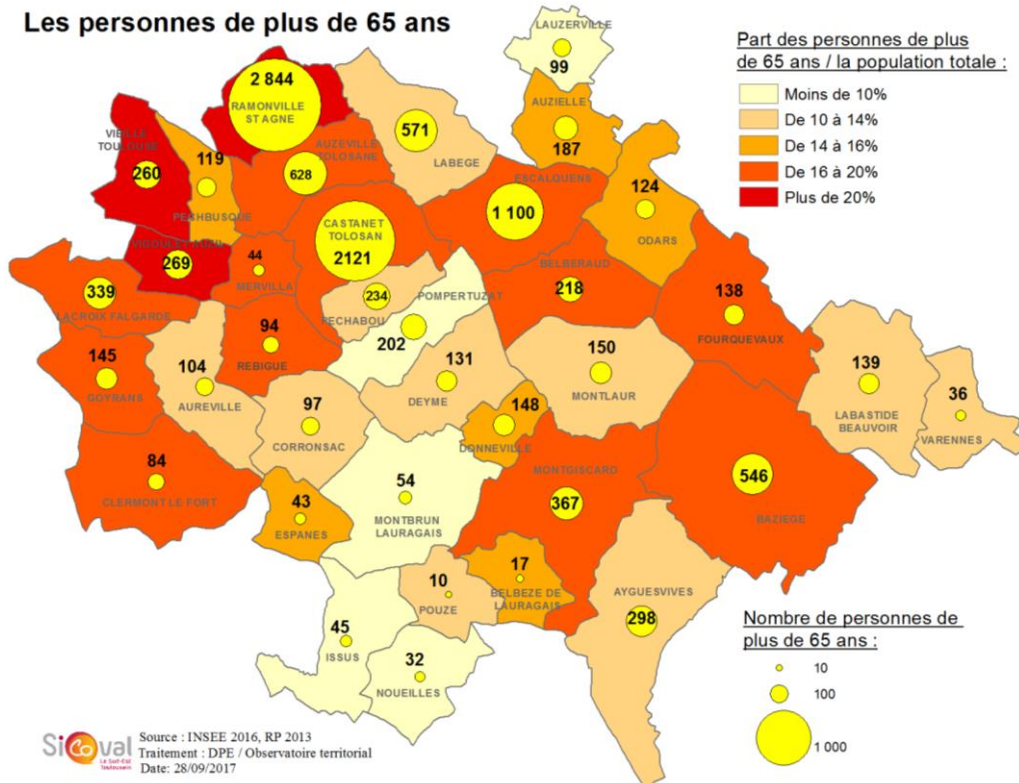 Les personnes de plus de 65 ans
LAUZERVILLE
99
Part des personnes de plus
de 65 ans / la population totale :
Moins de 10%
De 10 à 14%
De 14 à 16%
De 16 à 20%
Plus de 20%
2 844
RAMONVILLE
ST AGNE
571
LABEGE
AUZIELLE
187
VIEILLE
TOULOUSE
260
119
PECHBUSQUE
AUZEVILLE
TOLOSANE
628
ESCALQUENS
1 100
124
ODARS
CASTANET
TOLOSAN
2121
VIGOULET AUZIL
269
44
MERVILLA
BELBERAUD
218
339
LACROIX FALGARDE
234
PECHABOU
POMPERTUZAT
202
138
FOURQUEVAUX
94
REBIGUE
145
GOYRANS
104
AUREVILLE
131
DEYME
150
MONTLAUR
139
LABASTIDE
BEAUVOIR
36
VARENNES
97
CORRONSAC
148
DONNEVILLE
84
CLERMONT LE FORT
54
MONTBRUN
LAURAGAIS
MONTGISCARD
367
546
BAZIEGE
43
ESPANES
10
POUZE
17
BELBEZE DE
LAURAGAIS
AYGUESVIVES
298
45
ISSUS
32
NOUEILLES
Nombre de personnes de
plus de 65 ans :
10
100
1 000
Sicoval
Le Sud-Est
Toulousain
Source : INSEE 2016, RP 2013
Traitement : DPE / Observatoire territorial
Date: 28/09/2017